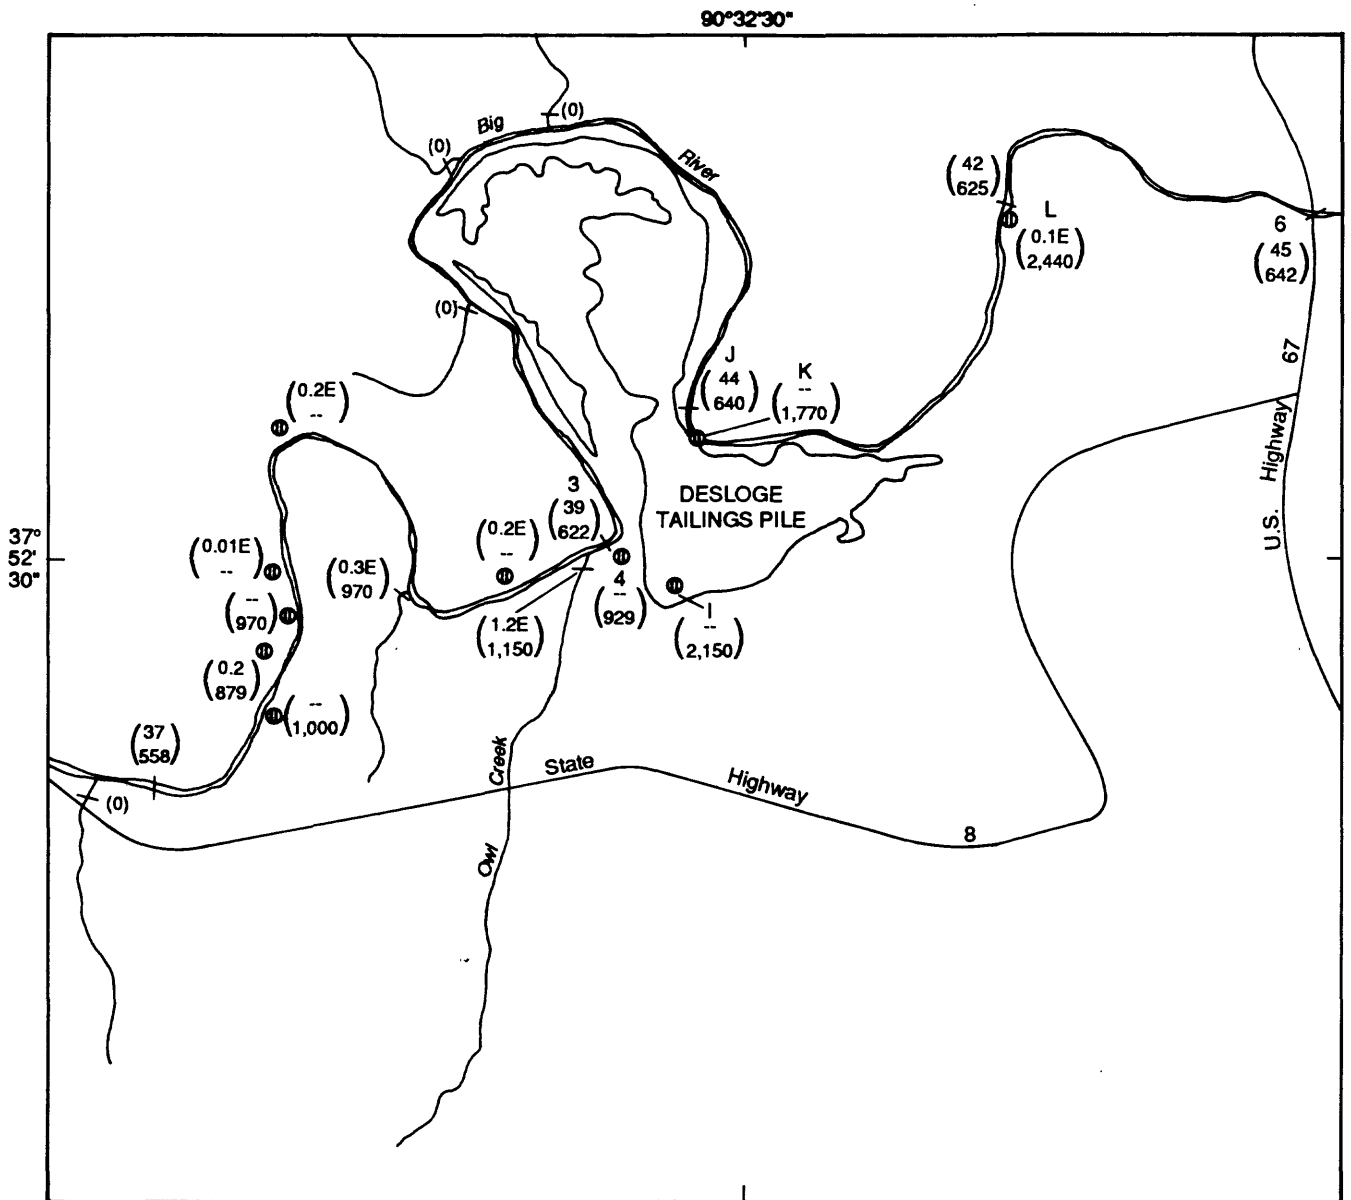 90°32'30"
(0)
Big
(0)
River
42
625
L
0.1E
2,440
6
45
642
(0)
67
J
44
640
K
--
1,770
0.2E
--
Highway
U.S.
3
39
622
DESLOGE
TAILINGS PILE
37°
52'
30"
0.01E
--
0.2E
--
0.3E
970
--
970
4
--
929
I
--
2,150
1.2E
1,150
0.2
879
--
1,000
37
558
(0)
Creek
State
Highway
8
Owl